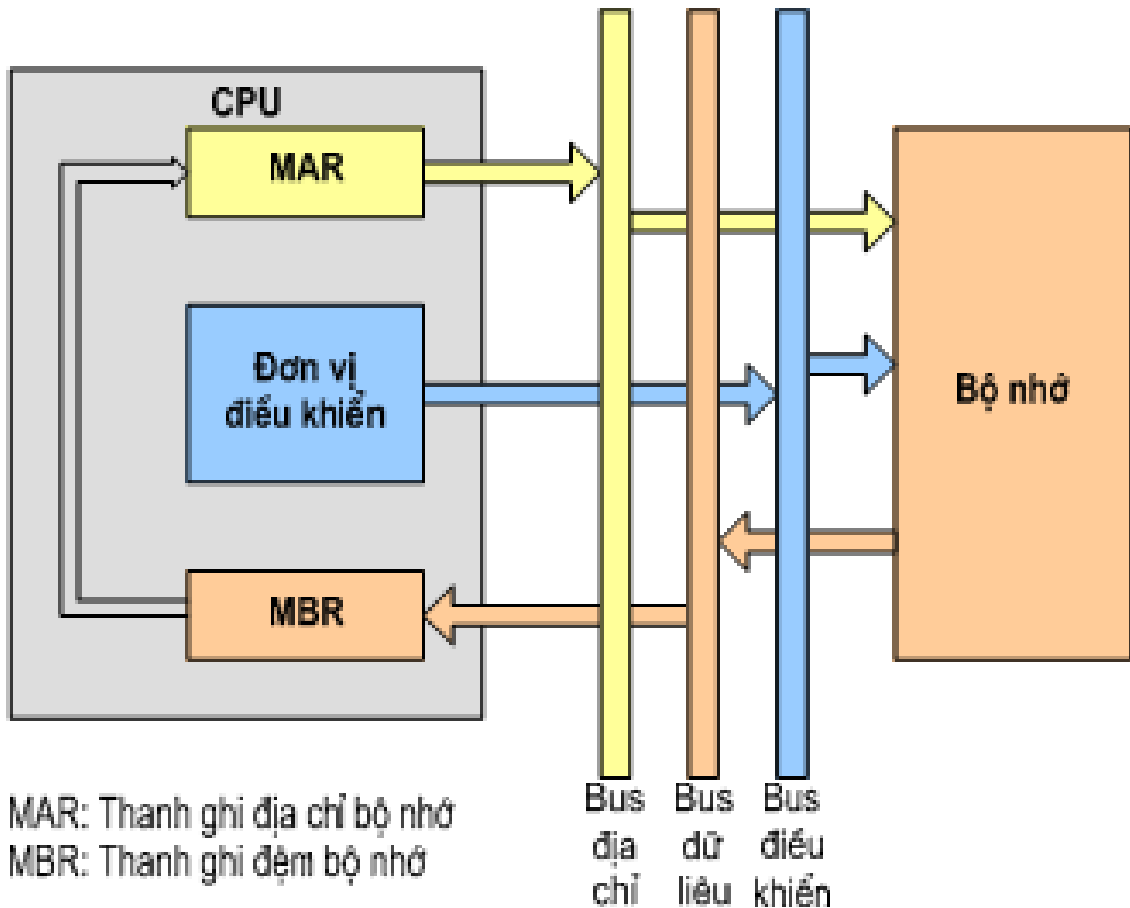 CPU
MAR
Đơn vị
điều khiển
Bộ nhớ
MBR
MAR: Thanh ghi địa chỉ bộ nhớ
MBR: Thanh ghi đệm bộ nhớ
Bus
địa
chỉ
Bus
dữ
liệu
Bus
điều
khiển